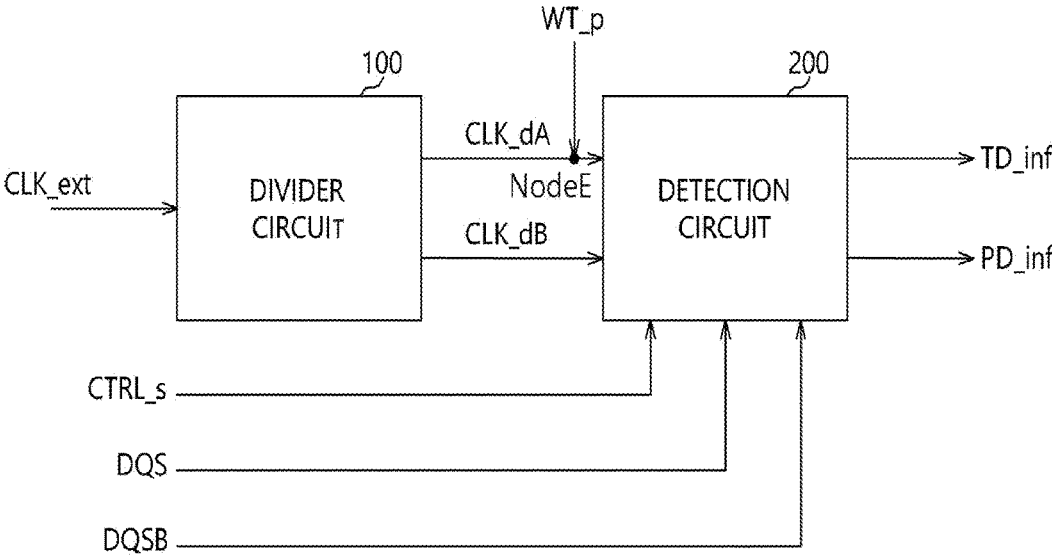 WT_p
100
200
CLK_dA
CLK_ext
DIVIDER
CIRCUIT
NodeE
DETECTION
CIRCUIT
TD_inf
CLK_dB
PD_inf
CTRL_s
DQS
DQSB